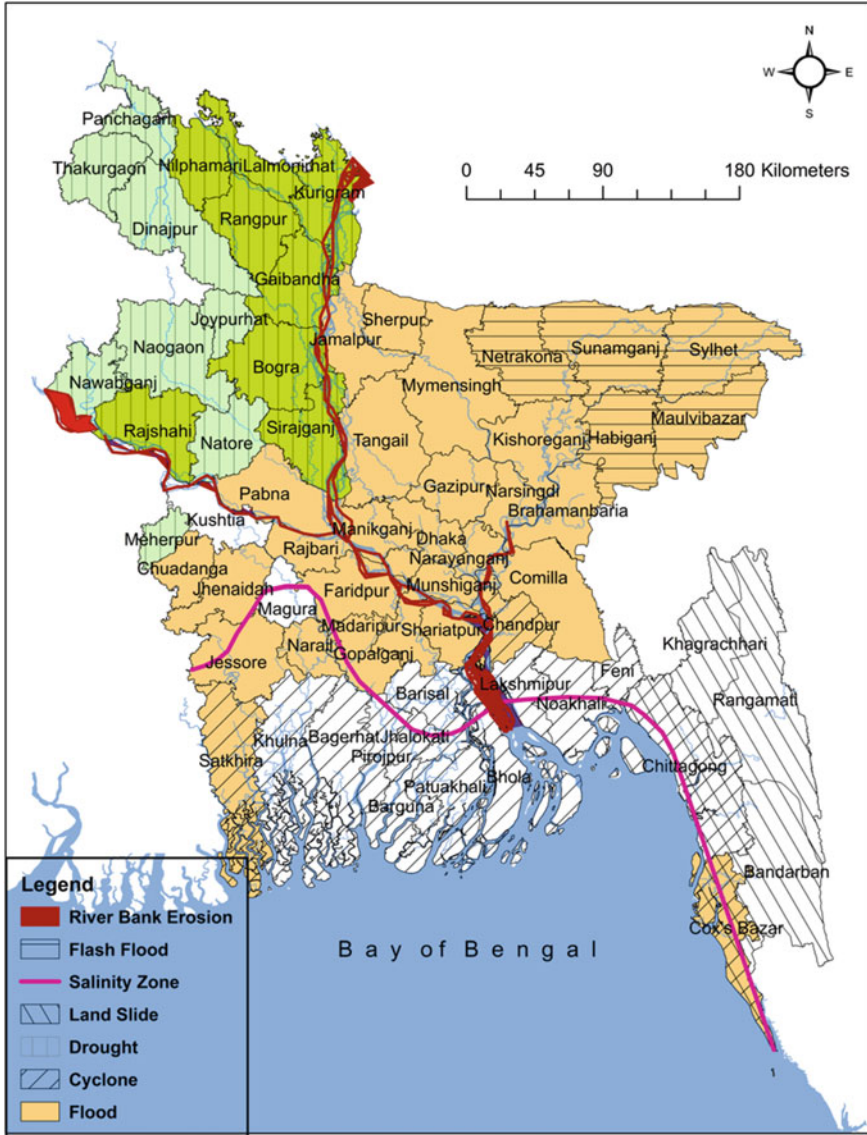 N
W E
S
0 45 90 180 Kilometers
Panchagarh
Thakurgaon
Nilphamari
Lalmonirhat
Kurigram
Dinajpur
Rangpur
Gaibandha
Joypurhat
Naogaon
Nawabganj
Bogra
Jamalpur
Sherpur
Netrakona
Sunamganj
Sylhet
Mymensingh
Rajshahi
Natore
Sirajganj
Tangail
Kishoreganj
Habiganj
Maulvibazar
Pabna
Gazipur
Narsingdi
Brahamanbaria
Kushtia
Meherpur
Manikganj
Dhaka
Narayanganj
Chuadanga
Rajbari
Jhenaidah
Faridpur
Munshiganj
Comilla
Magura
Madaripur
Shariatpur
Chandpur
Narail
Gopalganj
Jessore
Khagrachhari
Feni
Barisal
Lakshmipur
Noakhali
Rangamati
Satkhira
Khulna
Bagerhat
Jhalokati
Pirojpur
Chittagong
Patuakhali
Bhola
Barguna
Bandarban
Cox's Bazar
Bay of Bengal
1
Legend
River Bank Erosion
Flash Flood
Salinity Zone
Land Slide
Drought
Cyclone
Flood